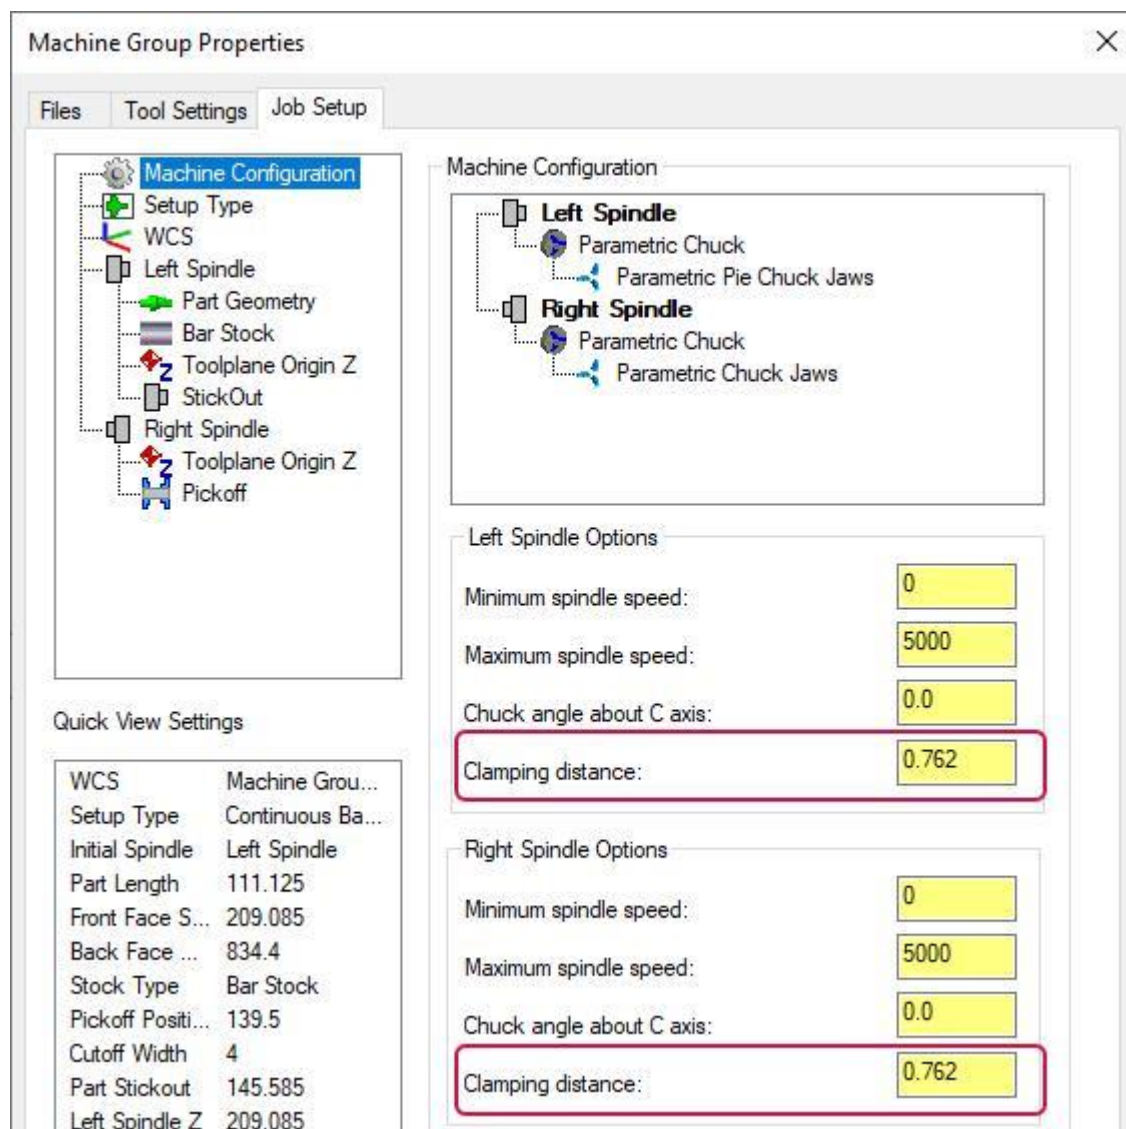 Machine Group Properties
Files Tool Settings Job Setup
Machine Configuration
Setup Type
WCS
Left Spindle
Part Geometry
Bar Stock
Toolplane Origin Z
StickOut
Right Spindle
Toolplane Origin Z
Pickoff
Quick View Settings
WCS Machine Grou...
Setup Type Continuous Ba...
Initial Spindle Left Spindle
Part Length 111.125
Front Face S... 209.085
Back Face ... 834.4
Stock Type Bar Stock
Pickoff Positi... 139.5
Cutoff Width 4
Part Stickout 145.585
Left Spindle Z 209.085
Machine Configuration
Left Spindle
Parametric Chuck
Parametric Pie Chuck Jaws
Right Spindle
Parametric Chuck
Parametric Chuck Jaws
Left Spindle Options
Minimum spindle speed: 0
Maximum spindle speed: 5000
Chuck angle about C axis: 0.0
Clamping distance: 0.762
Right Spindle Options
Minimum spindle speed: 0
Maximum spindle speed: 5000
Chuck angle about C axis: 0.0
Clamping distance: 0.762